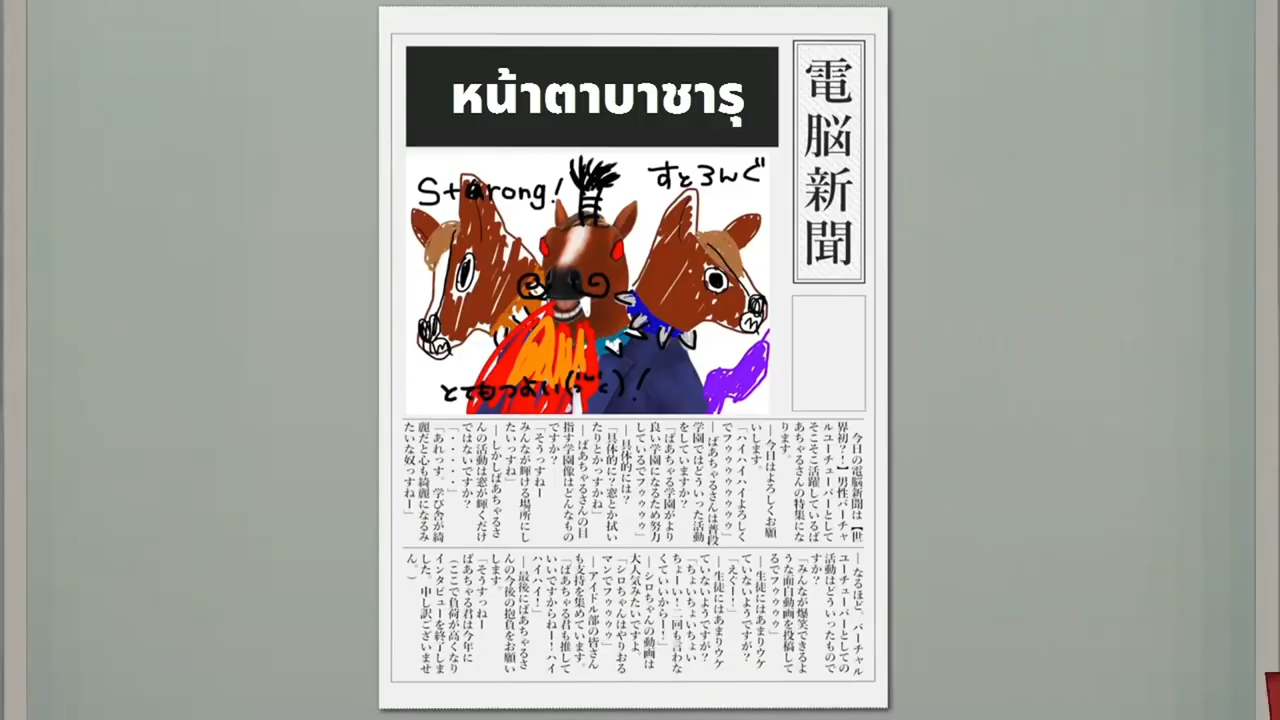 電脳新聞
หน้าตาบาชารุ
Starong!
すとろんぐ
とてもつよい(;´ε`)!
今日の電脳新聞は【世
界初?!】男性バーチャ
ルユーチューバーとして
そこそこ活躍しているば
あちゃるさんの特集にな
ります。
―今日はよろしくお願
いします。
「ハイハイハイよろしく
でフゥゥゥゥゥゥゥ」
―ばあちゃるさんは普段
学園ではどういった活動
をしていますか?
「ばあちゃる学園がより
良い学園になるため努力
しているでフゥゥゥゥ」
―具体的には?
「具体的に?窓とか拭い
たりとかっすかね」
―ばあちゃるさんの目
指す学園像はどんなもの
ですか?
「そうっすねー
みんなが輝ける場所にし
たいっすね」
―しかしばあちゃるさ
んの活動は窓が輝くだけ
ではないですか?
「・・・・・」
「あれっす。学び舎が綺
麗だと心も綺麗になるみ
たいな奴っすねー」
―なるほど。バーチャル
ユーチューバーとしての
活動はどういったもので
すか?
「みんなが爆笑できるよ
うな面白動画を投稿して
るでフゥゥゥゥ」
―生徒にはあまりウケ
ていないようですが?
「えぐー!」
―生徒にはあまりウケ
ていないようですが?
「ちょいちょいちょい
ちょーい!二回も言わな
くていいからー!」
―シロちゃんの動画は
大人気みたいですよ。
「シロちゃんはやりおる
マンでフゥゥゥゥ」
―アイドル部の皆さん
も支持を集めています。
「ばあちゃる君も推して
いいですからねー!ハイ
ハイハイ!」
―最後にばあちゃるさ
んの今後の抱負をお願い
します。
「そうすっねー
ばあちゃる君は今年に
(ここで負荷が高くなり
インタビューを終了しま
した。申し訳ございませ
ん。)